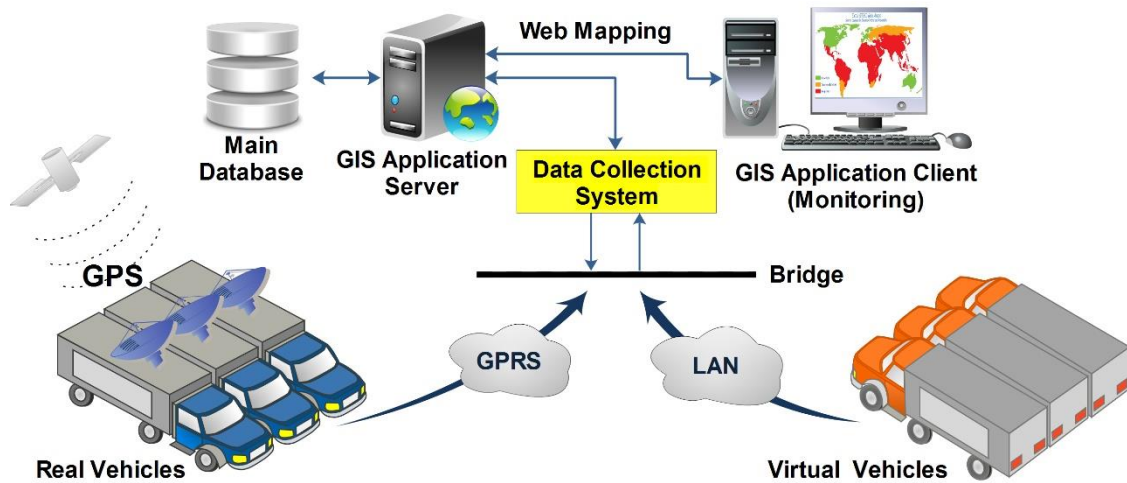 Web Mapping
Main
Database
GIS Application
Server
Data Collection
System
GIS Application Client
(Monitoring)
GPS
Bridge
GPRS
LAN
Real Vehicles
Virtual Vehicles